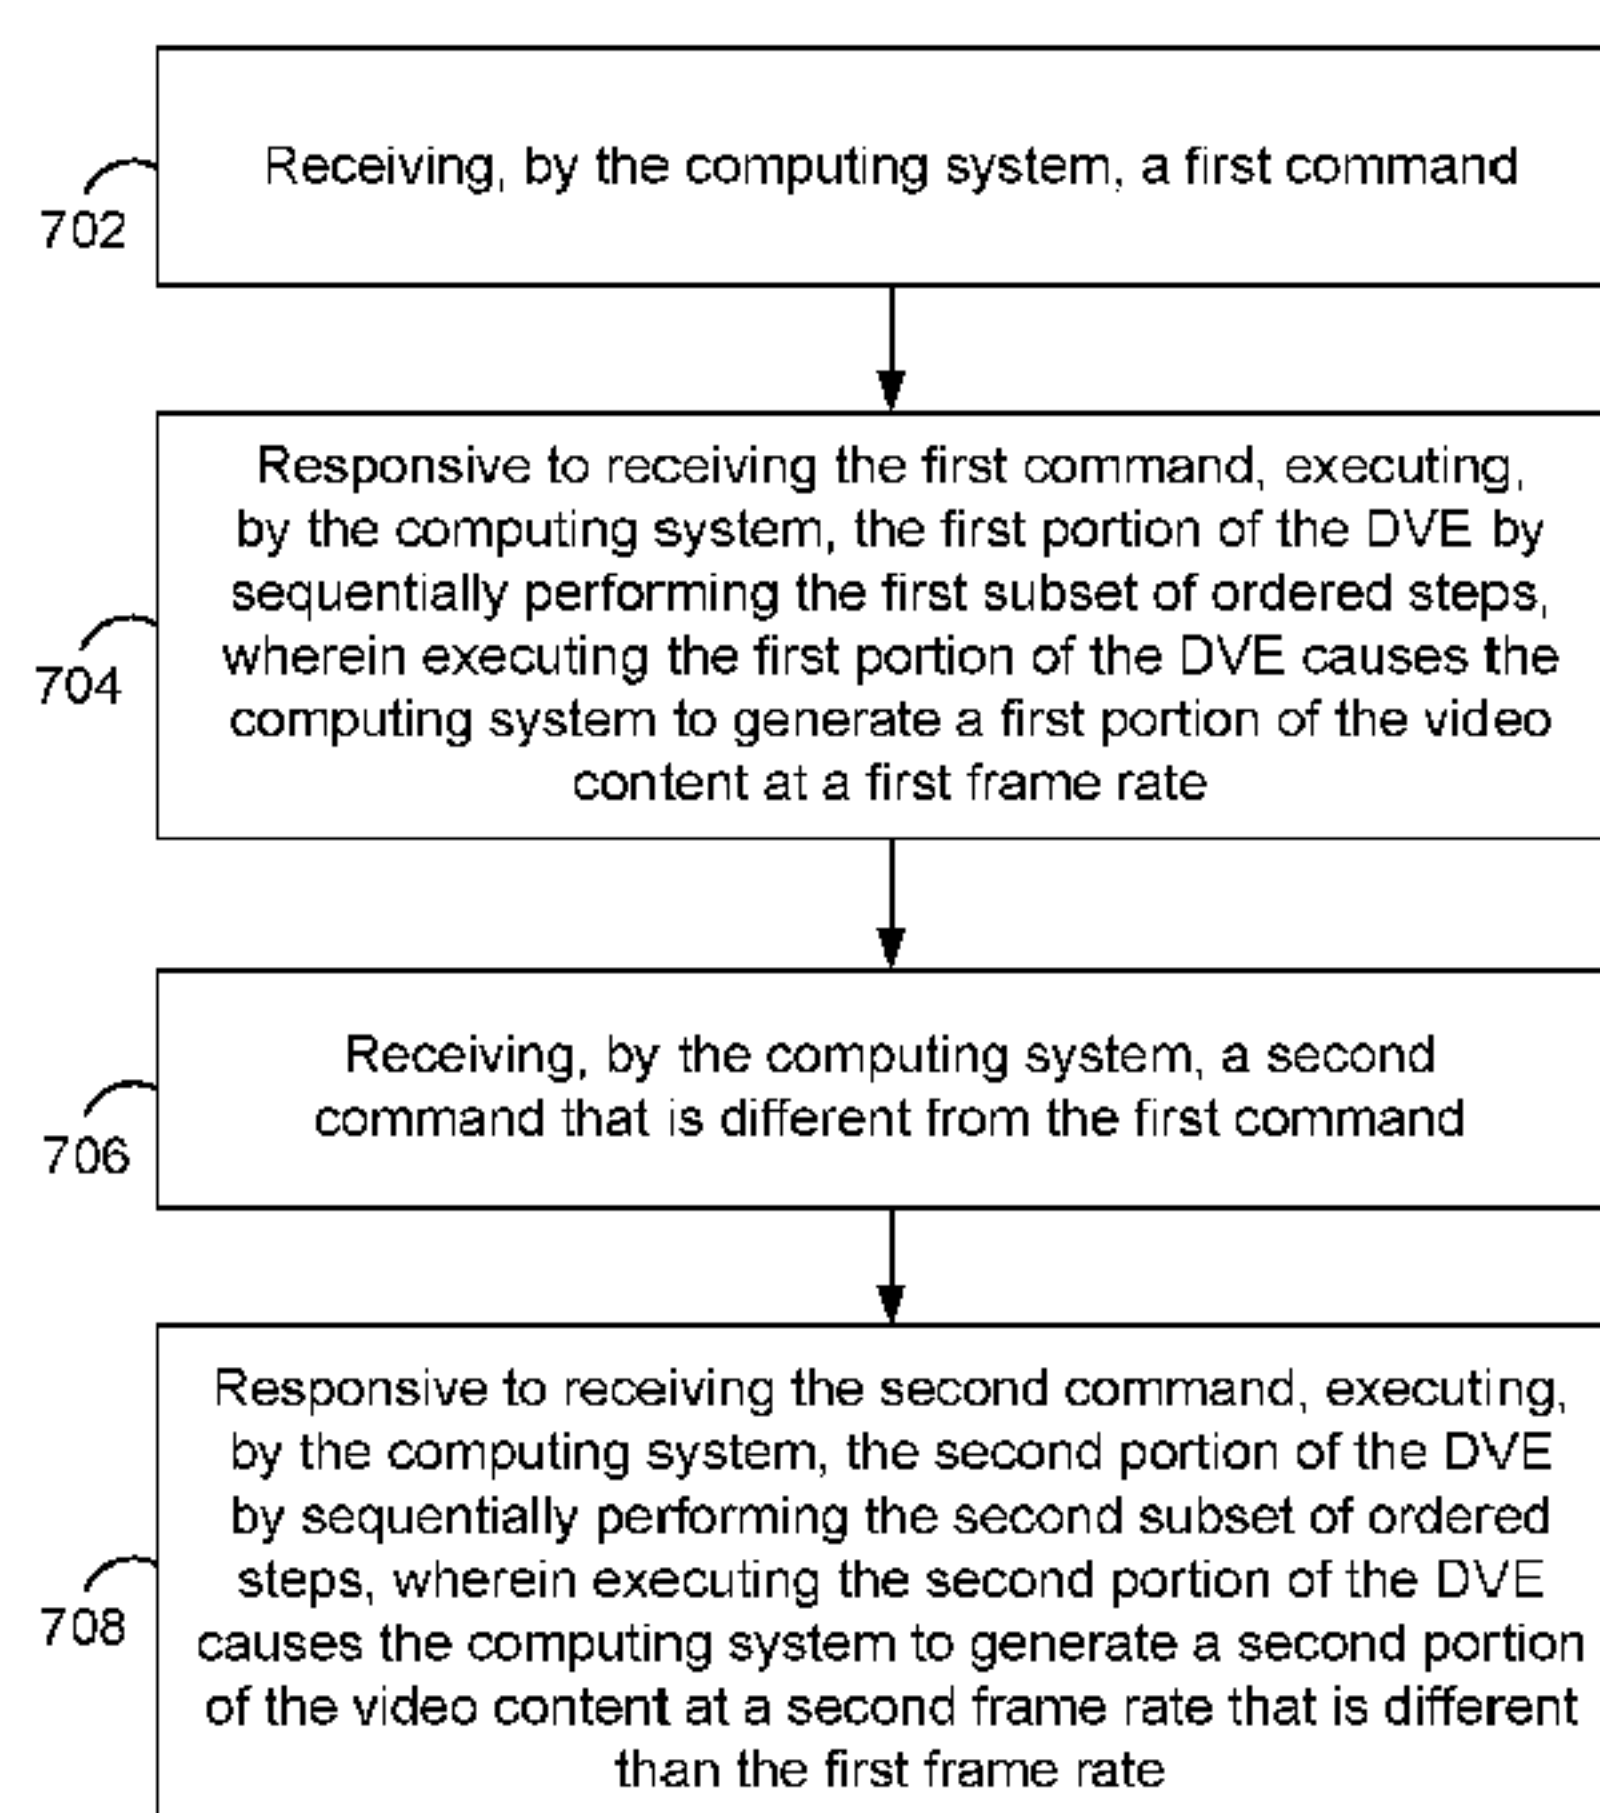 Receiving, by the computing system, a first command
702
Responsive to receiving the first command, executing,
by the computing system, the first portion of the DVE by
sequentially performing the first subset of ordered steps,
wherein executing the first portion of the DVE causes the
computing system to generate a first portion of the video
content at a first frame rate
704
Receiving, by the computing system, a second
command that is different from the first command
706
Responsive to receiving the second command, executing,
by the computing system, the second portion of the DVE
by sequentially performing the second subset of ordered
steps, wherein executing the second portion of the DVE
causes the computing system to generate a second portion
of the video content at a second frame rate that is different
than the first frame rate
708